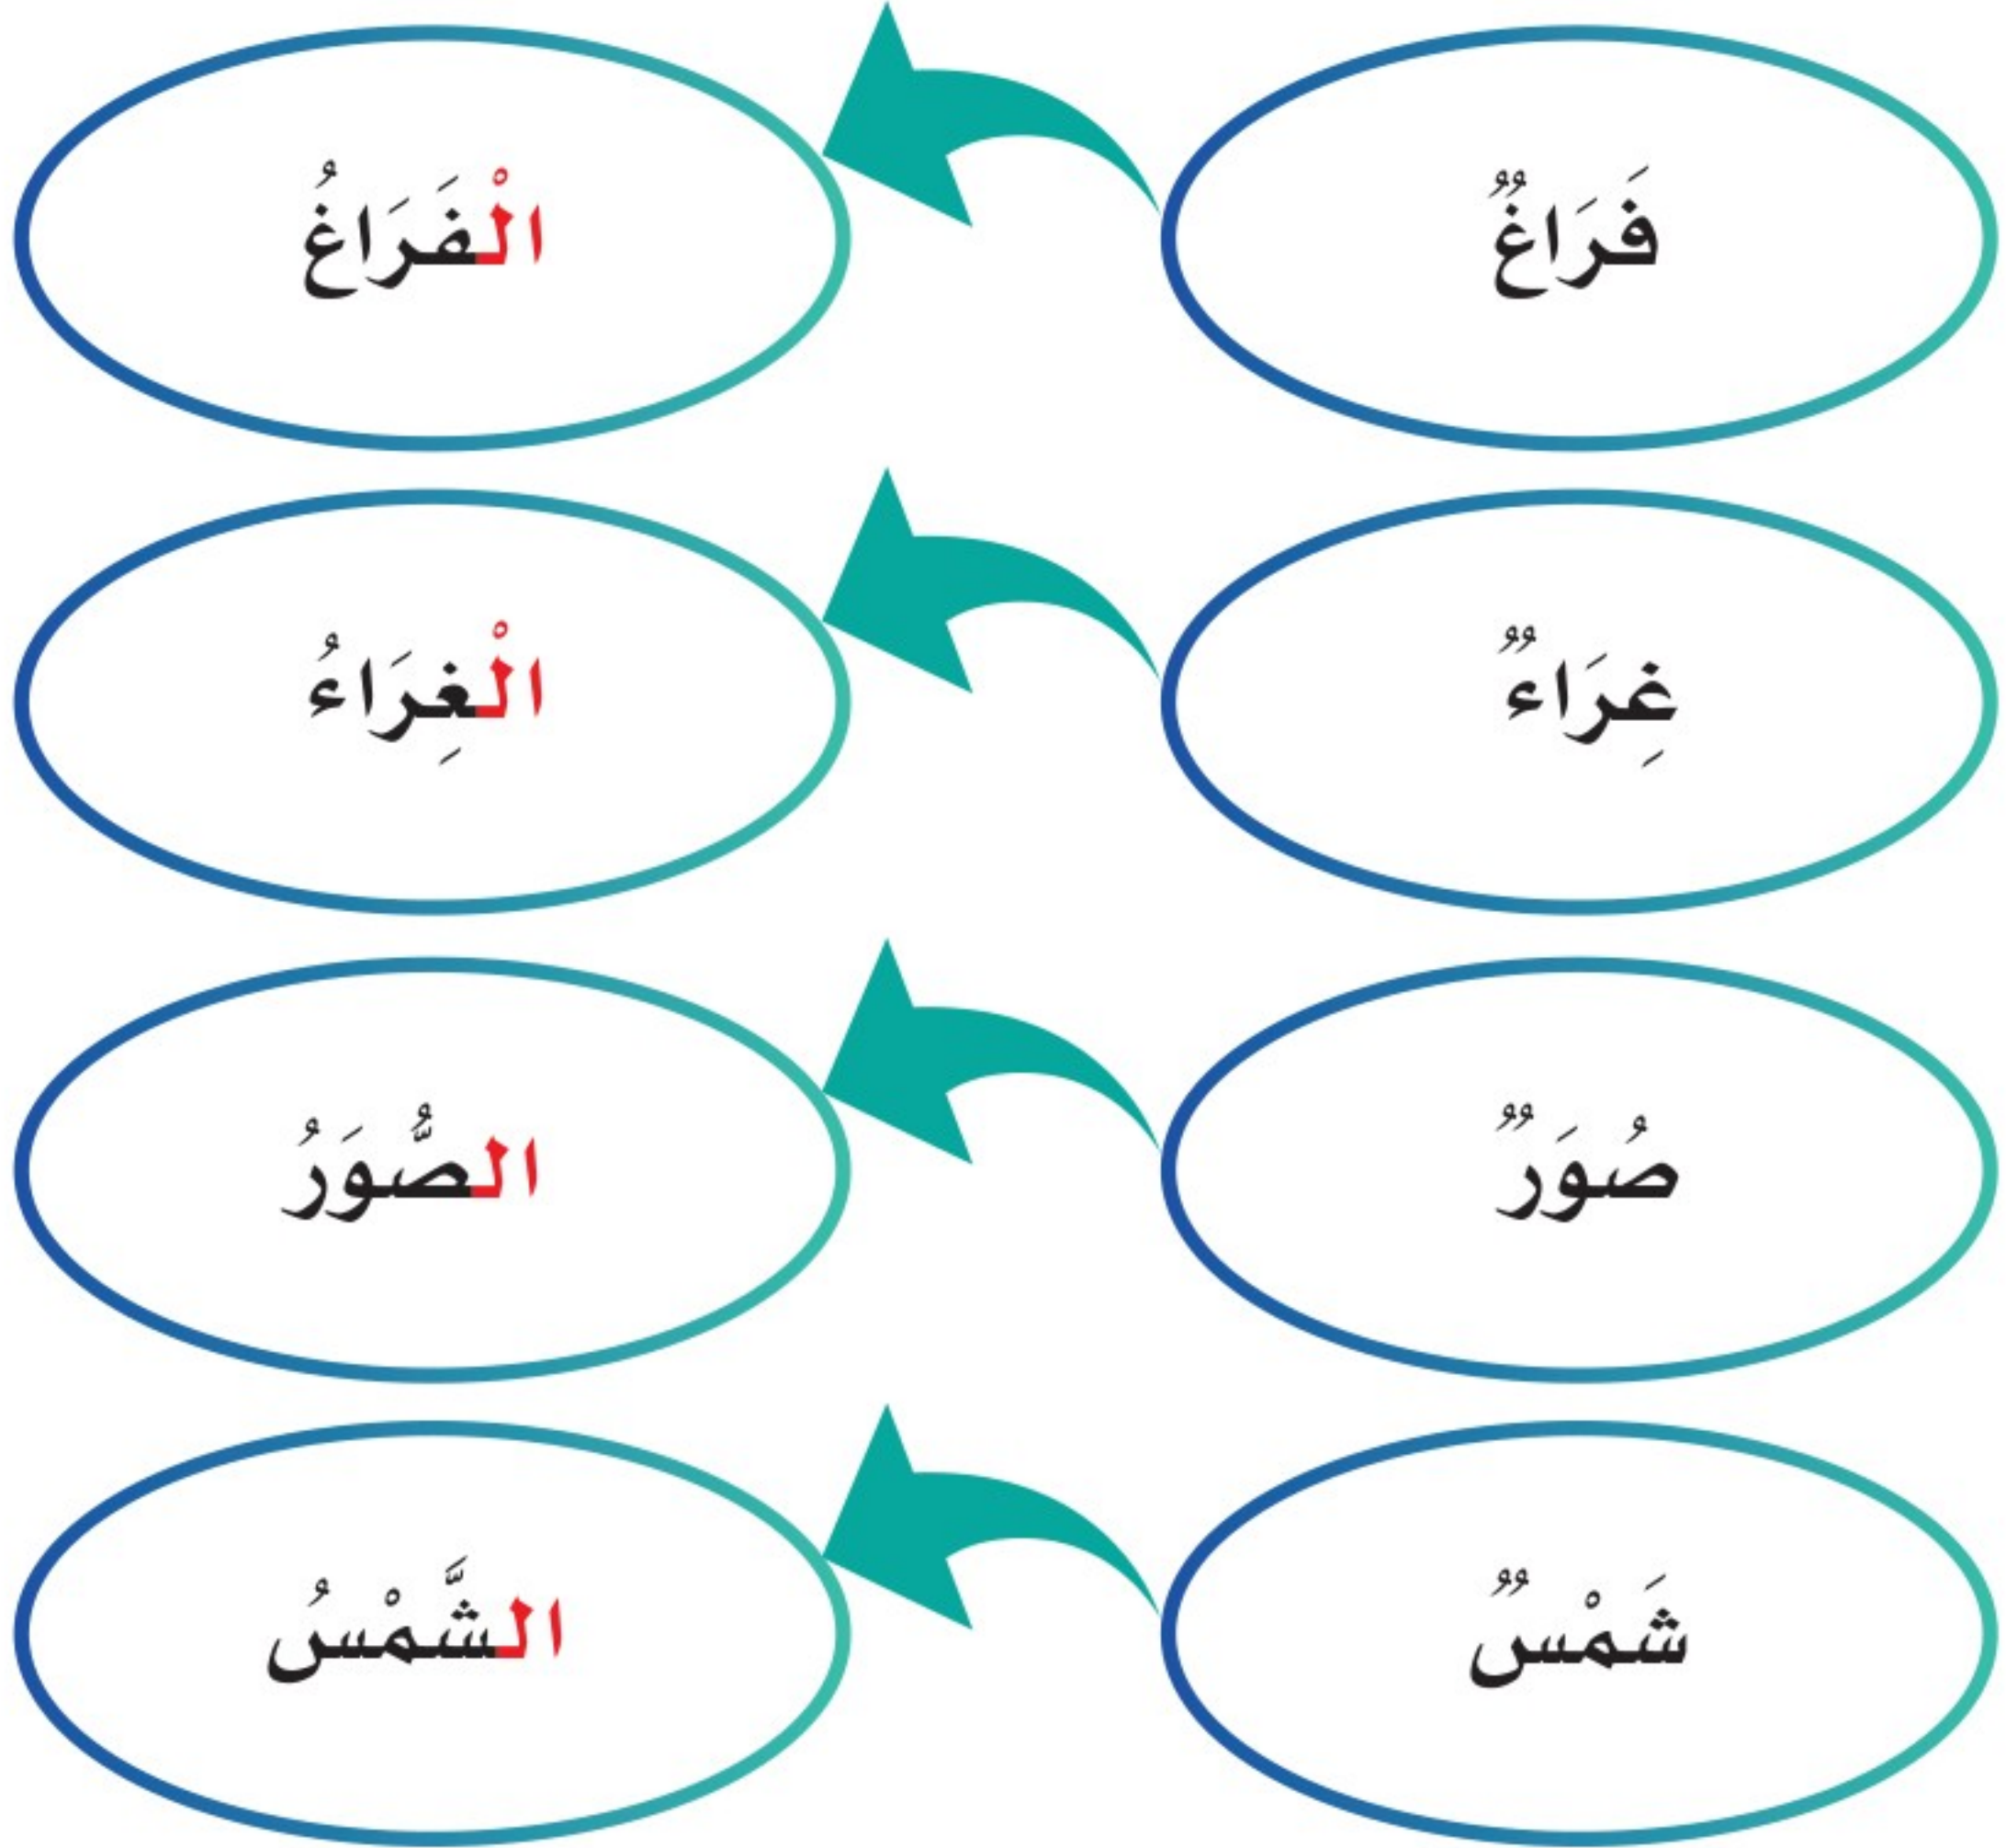 فَرَاغٌ
الْفَرَاغُ
غِرَاءٌ
الْغِرَاءُ
صُوَرٌ
الصُّوَرُ
شَمْسٌ
الشَّمْسُ